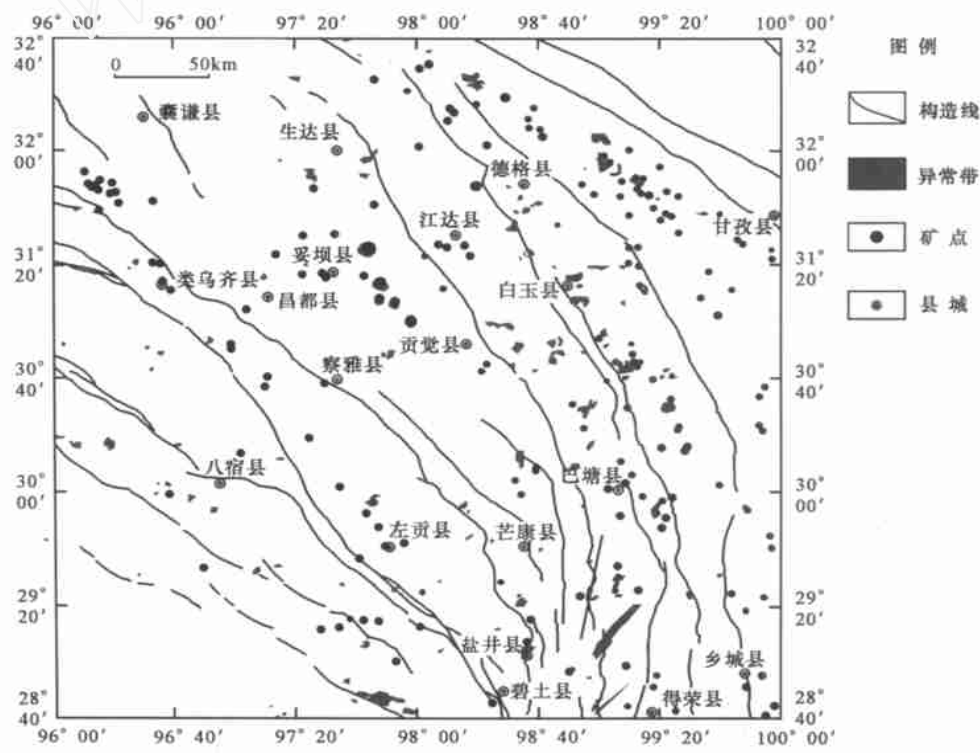 96° 00′ 96° 00′ 97° 20′ 98° 00′ 98° 40′ 99° 20′ 100° 00′
32° 40′
32° 40′
图 例
0 50km
构造线
囊谦县
生达县
32° 00′
32° 00′
德格县
异常带
江达县
甘孜县
矿 点
妥坝县
31° 20′
31° 20′
类乌齐县
昌都县
白玉县
县 城
贡觉县
察雅县
30° 40′
30° 40′
八宿县
巴塘县
30° 00′
30° 00′
左贡县
芒康县
29° 20′
29° 20′
盐井县
乡城县
碧土县
得荣县
28° 40′
28° 40′
96° 00′ 96° 40′ 97° 20′ 98° 00′ 98° 40′ 99° 20′ 100° 00′